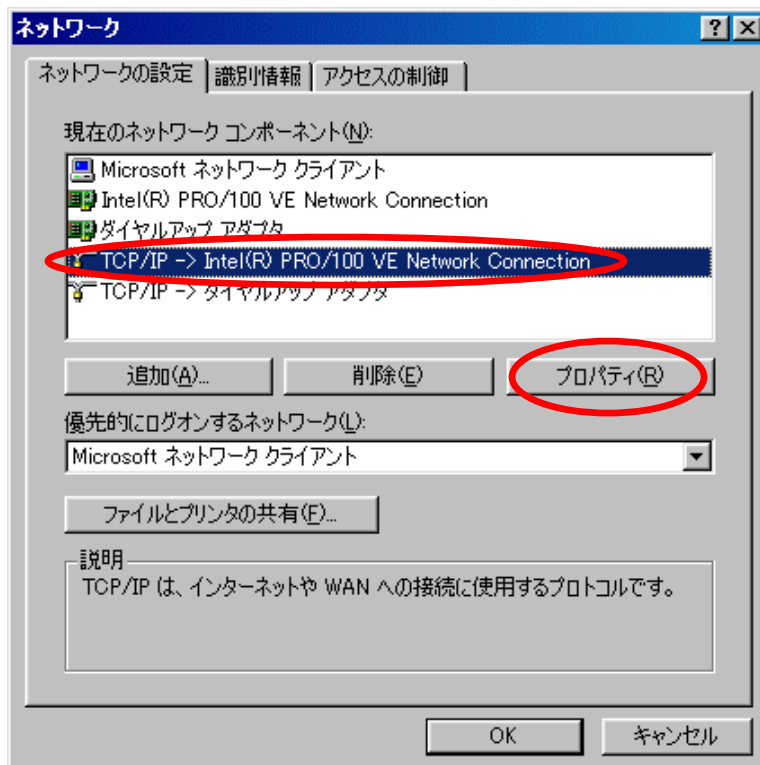 ネットワーク
ネットワークの設定 識別情報 アクセスの制御
現在のネットワーク コンポーネント(N):
Microsoft ネットワーク クライアント
Intel(R) PRO/100 VE Network Connection
ダイヤルアップ アダプタ
TCP/IP -> Intel(R) PRO/100 VE Network Connection
TCP/IP -> ダイヤルアップ アダプタ
追加(A)... 削除(E) プロパティ(R)
優先的にログオンするネットワーク(L):
Microsoft ネットワーク クライアント
ファイルとプリンタの共有(F)...
説明
TCP/IP は、インターネットや WAN への接続に使用するプロトコルです。
OK キャンセル